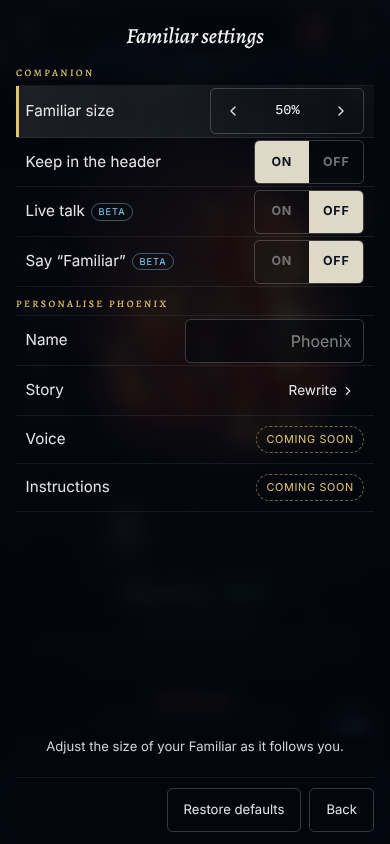 Familiar settings
COMPANION
Familiar size
50%
Keep in the header
ON OFF
Live talk BETA
ON OFF
Say “Familiar” BETA
ON OFF
PERSONALISE PHOENIX
Name
Phoenix
Story
Rewrite
Voice
COMING SOON
Instructions
COMING SOON
Adjust the size of your Familiar as it follows you.
Restore defaults
Back